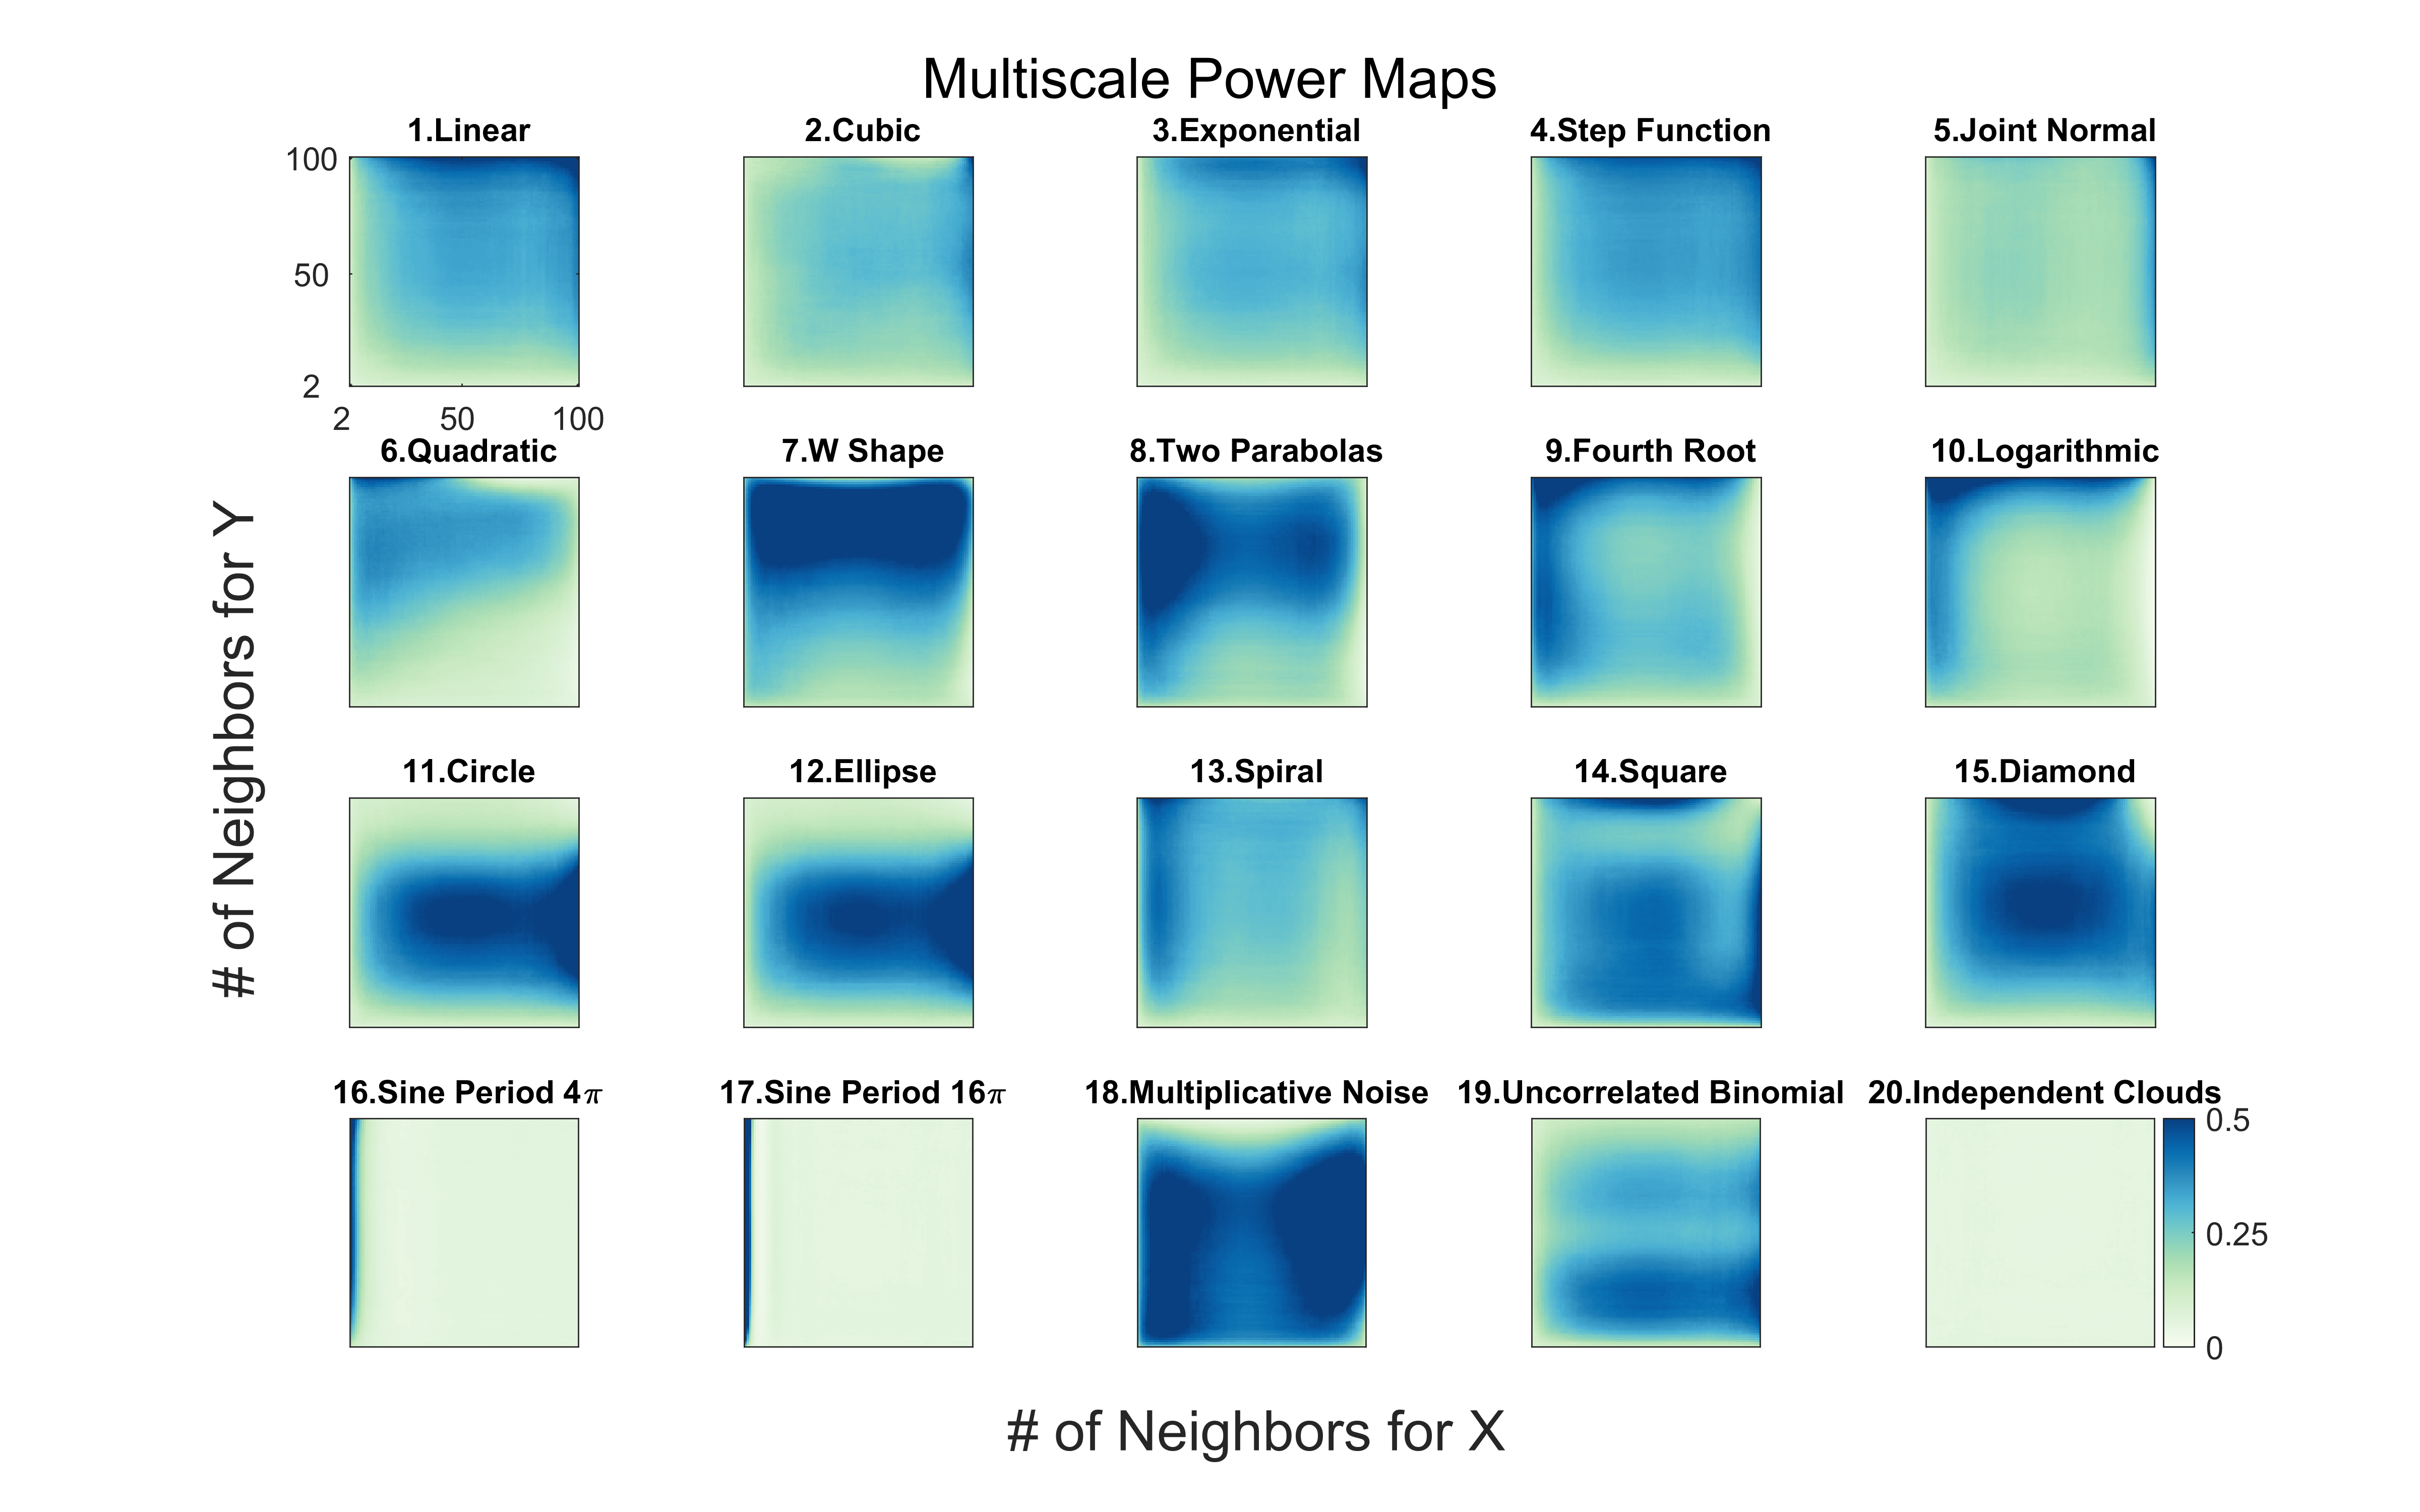 Multiscale Power Maps
1.Linear
2.Cubic
3.Exponential
4.Step Function
5.Joint Normal
100
50
2
2
50
100
6.Quadratic
7.W Shape
8.Two Parabolas
9.Fourth Root
10.Logarithmic
# of Neighbors for Y
11.Circle
12.Ellipse
13.Spiral
14.Square
15.Diamond
16.Sine Period 4π
17.Sine Period 16π
18.Multiplicative Noise
19.Uncorrelated Binomial
20.Independent Clouds
0.5
0.25
0
# of Neighbors for X